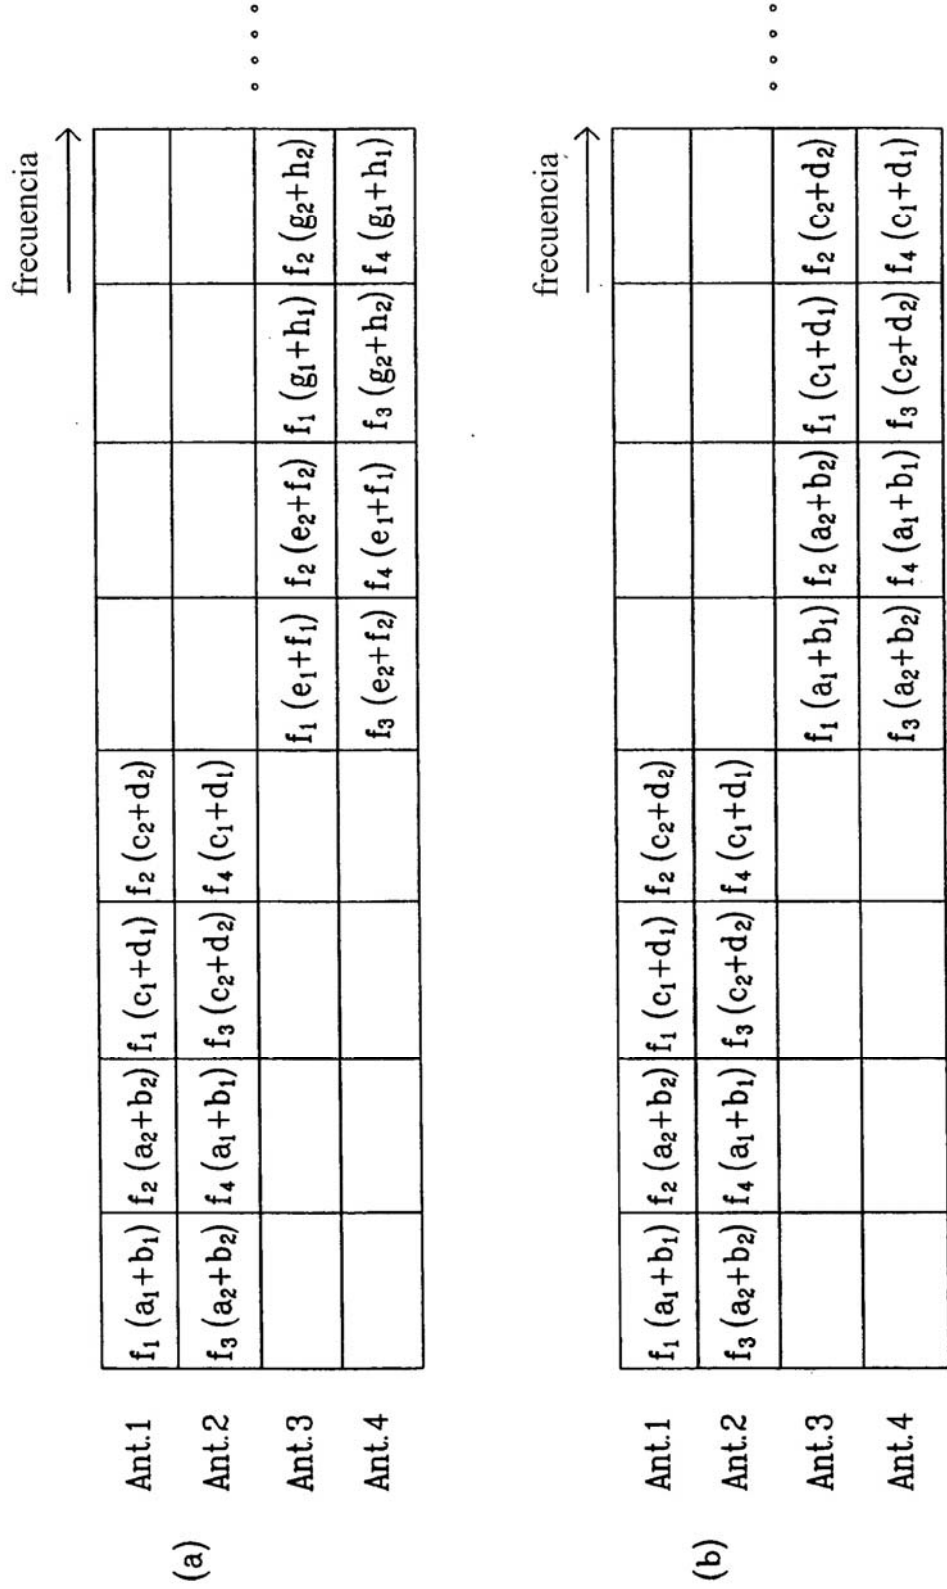 frecuencia
(a)
Ant.1 f1 (a1+b1) f2 (a2+b2) f1 (c1+d1) f2 (c2+d2)
Ant.2 f3 (a2+b2) f4 (a1+b1) f3 (c2+d2) f4 (c1+d1)
Ant.3 f1 (e1+f1) f2 (e2+f2) f1 (g1+h1) f2 (g2+h2)
Ant.4 f3 (e2+f2) f4 (e1+f1) f3 (g2+h2) f4 (g1+h1)
frecuencia
(b)
Ant.1 f1 (a1+b1) f2 (a2+b2) f1 (c1+d1) f2 (c2+d2)
Ant.2 f3 (a2+b2) f4 (a1+b1) f3 (c2+d2) f4 (c1+d1)
Ant.3 f1 (a1+b1) f2 (a2+b2) f1 (c1+d1) f2 (c2+d2)
Ant.4 f3 (a2+b2) f4 (a1+b1) f3 (c2+d2) f4 (c1+d1)